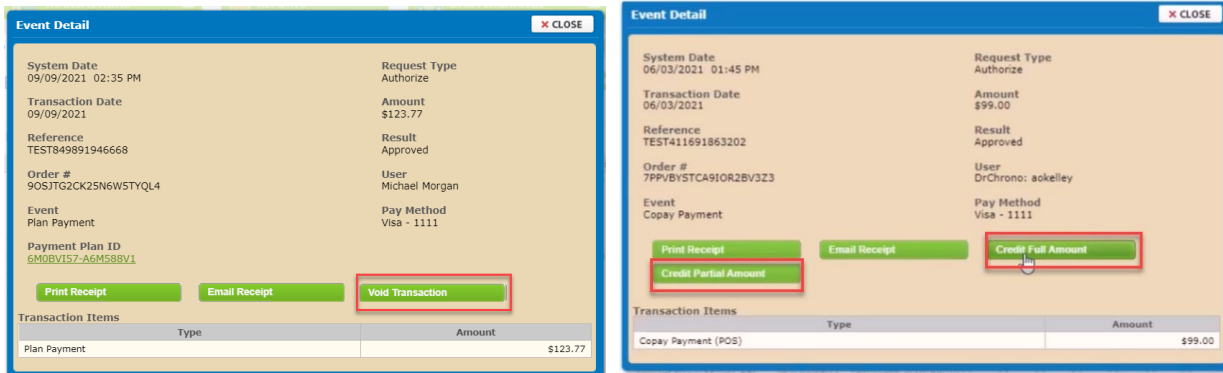 Event Detail
X CLOSE
System Date
09/09/2021 02:35 PM
Request Type
Authorize
Transaction Date
09/09/2021
Amount
$123.77
Reference
TEST849891946668
Result
Approved
Order #
9OSJTG2CK25N6W5TYQL4
User
Michael Morgan
Event
Plan Payment
Pay Method
Visa - 1111
Payment Plan ID
6M0BVI57-A6M588V1
Print Receipt
Email Receipt
Void Transaction
Transaction Items
Type Amount
Plan Payment $123.77
Event Detail
X CLOSE
System Date
06/03/2021 01:45 PM
Request Type
Authorize
Transaction Date
06/03/2021
Amount
$99.00
Reference
TEST411691863202
Result
Approved
Order #
7PPVBYSTCA9IOR2BV3Z3
User
DrChrono: aokelley
Event
Copay Payment
Pay Method
Visa - 1111
Print Receipt
Email Receipt
Credit Full Amount
Credit Partial Amount
Transaction Items
Type Amount
Copay Payment (POS) $99.00